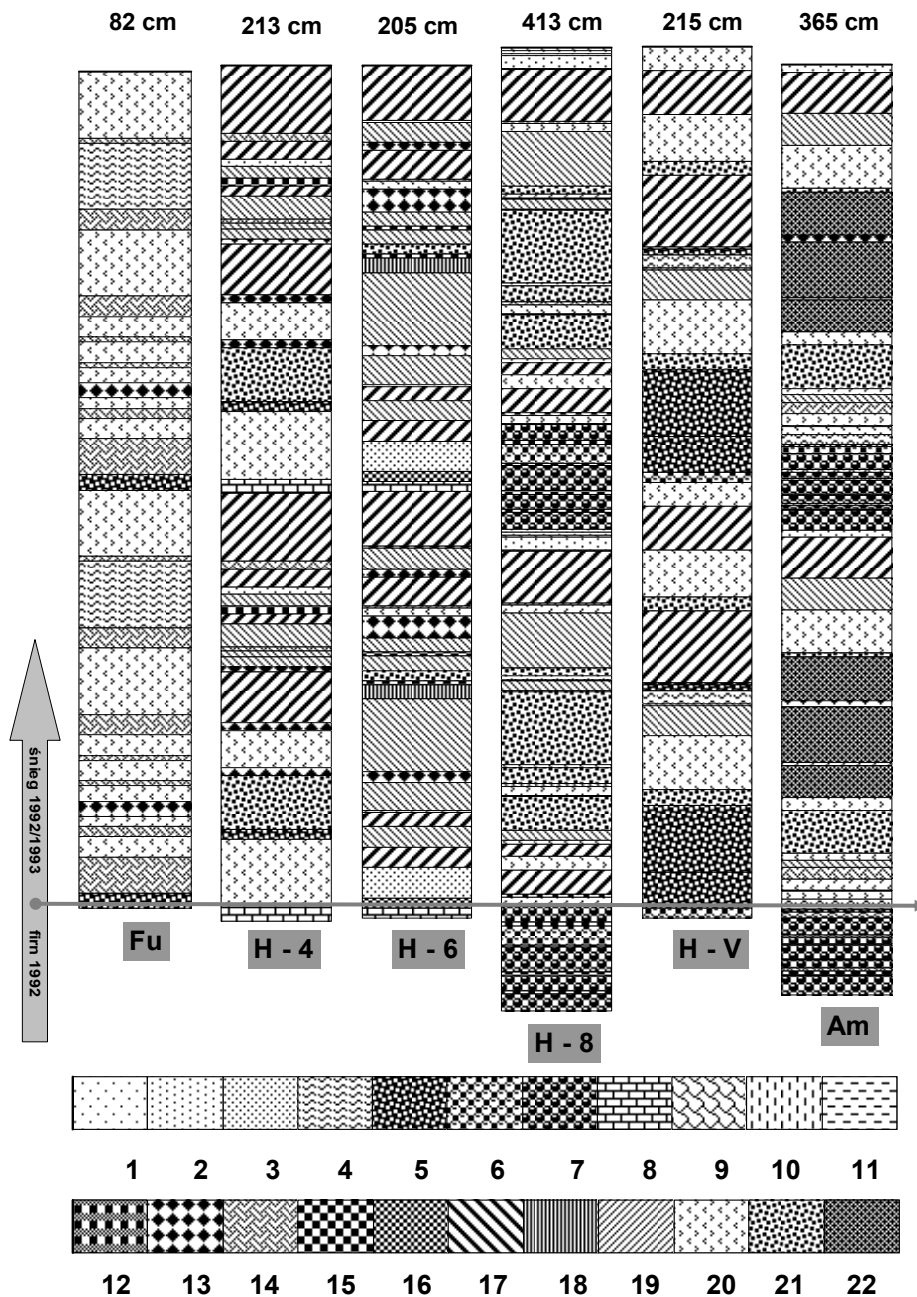 82 cm 213 cm 205 cm 413 cm 215 cm 365 cm
śnieg 1992/1993
firn 1992
Fu H - 4 H - 6 H - V
H - 8 Am
1 2 3 4 5 6 7 8 9 10 11
12 13 14 15 16 17 18 19 20 21 22